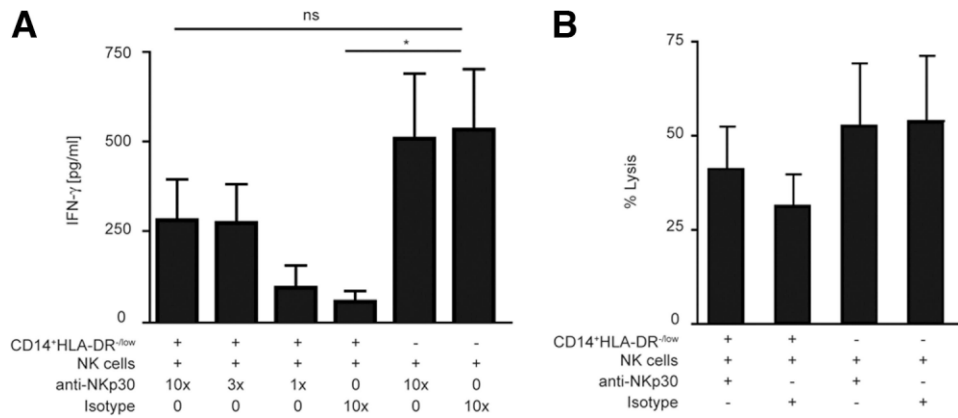 A
ns
*
750
500
250
0
IFN-γ [pg/ml]
CD14⁺HLA-DR⁻/ˡᵒʷ + + + + - -
NK cells + + + + + +
anti-NKp30 10x 3x 1x 0 10x 0
Isotype 0 0 0 10x 0 10x
B
75
50
25
0
% Lysis
CD14⁺HLA-DR⁻/ˡᵒʷ + + - -
NK cells + + + +
anti-NKp30 + - + -
Isotype - + - +